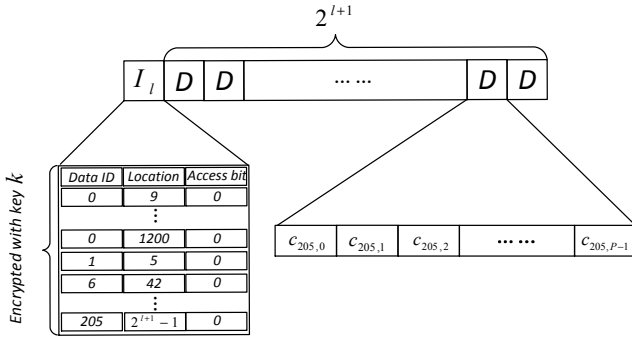 2^{l+1}
I_l D D ... ... D D
Encrypted with key k
Data ID Location Access bit
0 9 0
⋮
0 1200 0
1 5 0
6 42 0
⋮
205 2^{l+1} − 1 0
c_{205,0} c_{205,1} c_{205,2} ... ... c_{205,P−1}